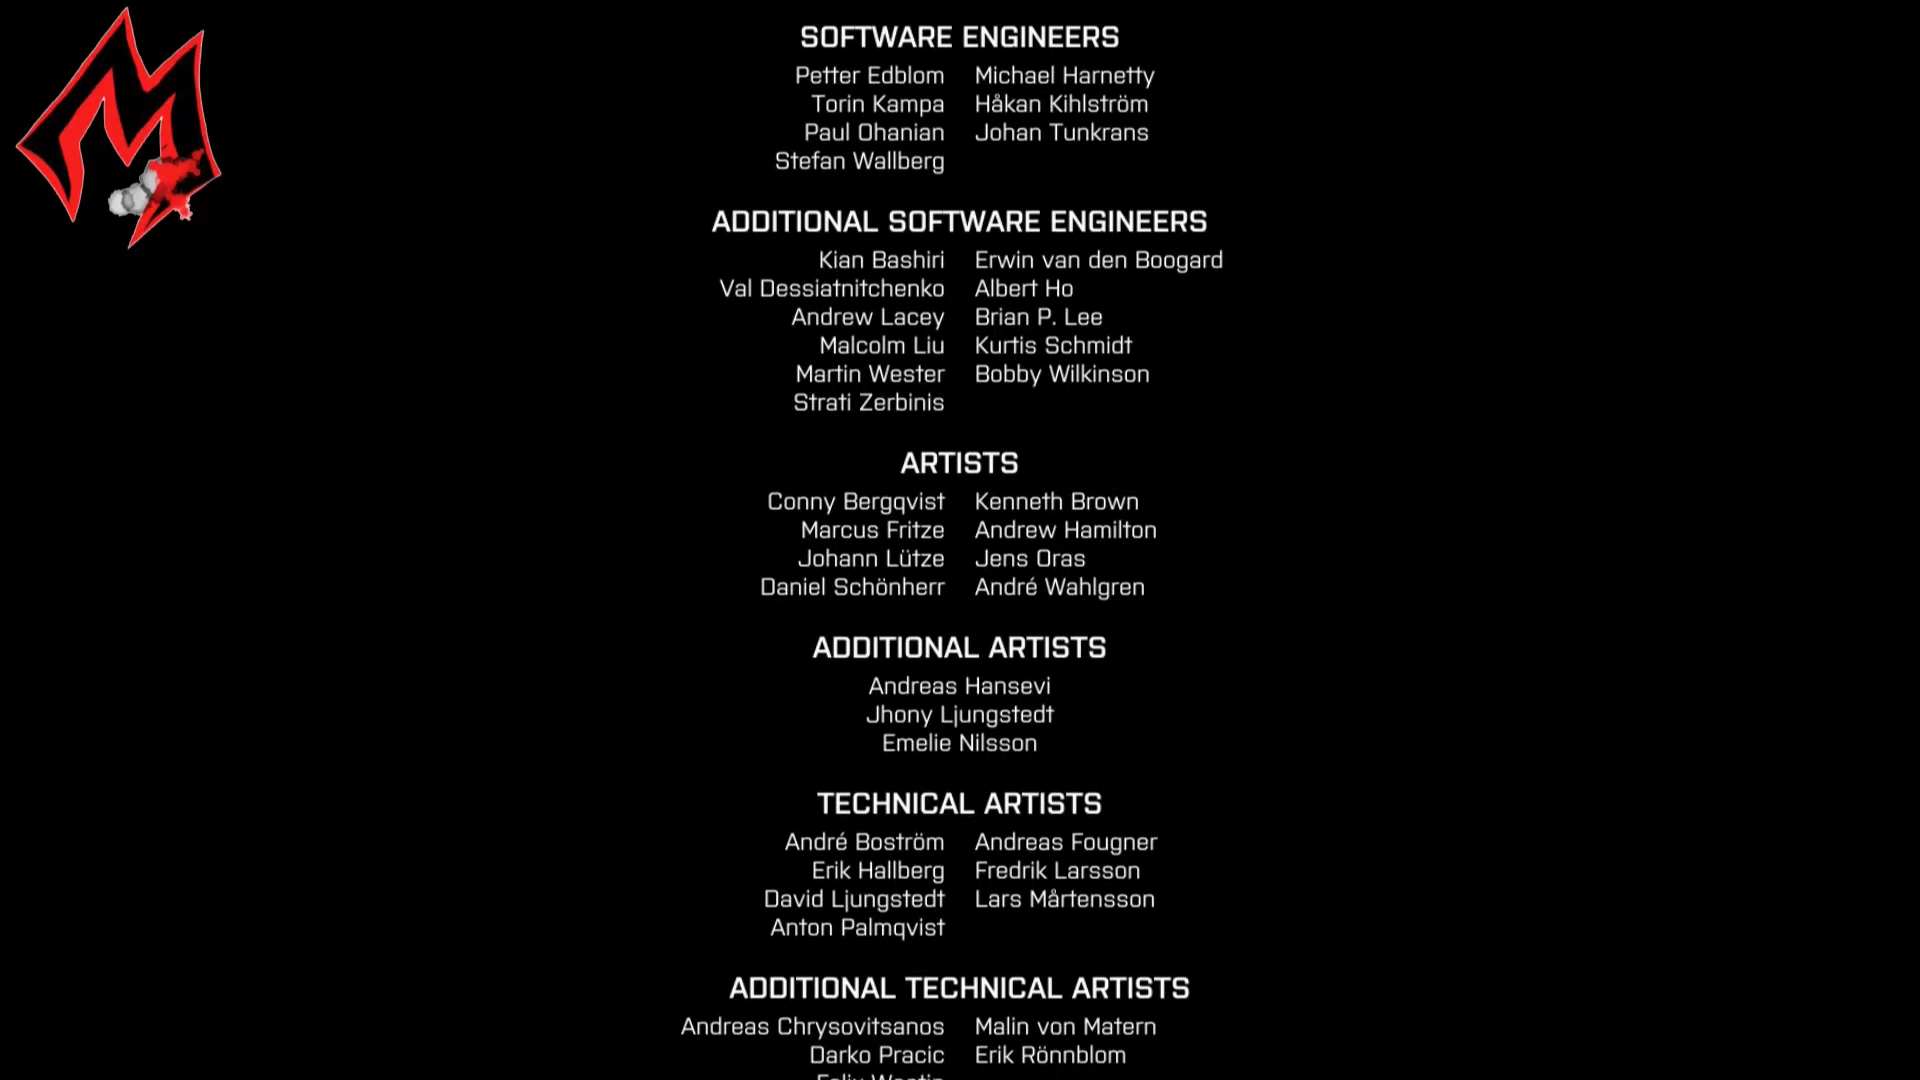 SOFTWARE ENGINEERS
Petter Edblom Michael Harnetty
Torin Kampa Håkan Kihlström
Paul Ohanian Johan Tunkrans
Stefan Wallberg
ADDITIONAL SOFTWARE ENGINEERS
Kian Bashiri Erwin van den Boogard
Val Dessiatnitchenko Albert Ho
Andrew Lacey Brian P. Lee
Malcolm Liu Kurtis Schmidt
Martin Wester Bobby Wilkinson
Strati Zerbinis
ARTISTS
Conny Bergqvist Kenneth Brown
Marcus Fritze Andrew Hamilton
Johann Lütze Jens Oras
Daniel Schönherr André Wahlgren
ADDITIONAL ARTISTS
Andreas Hansevi
Jhony Ljungstedt
Emelie Nilsson
TECHNICAL ARTISTS
André Boström Andreas Fougner
Erik Hallberg Fredrik Larsson
David Ljungstedt Lars Mårtensson
Anton Palmqvist
ADDITIONAL TECHNICAL ARTISTS
Andreas Chrysovitsanos Malin von Matern
Darko Pracic Erik Rönnblom